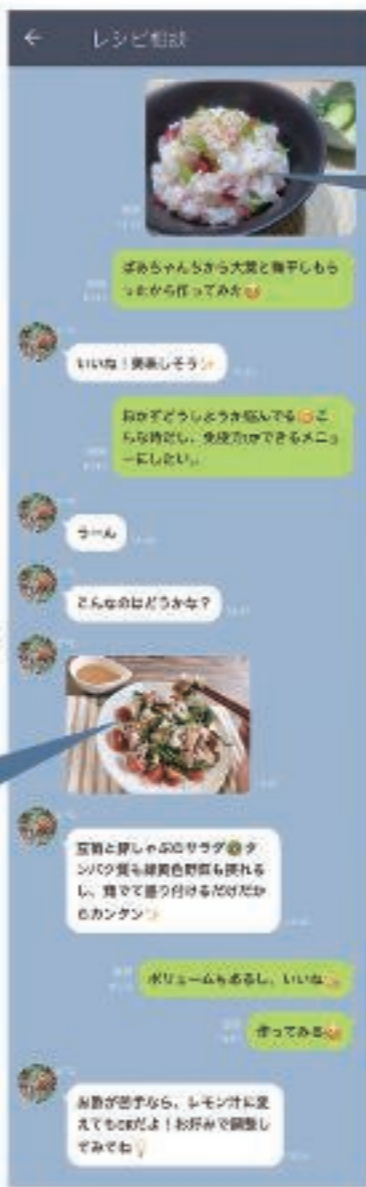 レシピ相談
ばあちゃんちから大葉と梅干しもら
ったから作ってみた
いいね！美味しそう
おかずどうしようか悩んでる こ
んな時だし、免疫力UPできるメニュ
ーにしたい。
うーん
こんなのはどうかな？
豆苗と豚しゃぶのサラダ タ
ンパク質も緑黄色野菜も摂れる
し、茹でて盛り付けるだけだか
らカンタン
ボリュームもあるし、いいね
作ってみる
お酢が苦手なら、レモン汁に変
えてもOKだよ！お好みで調整し
てみてね